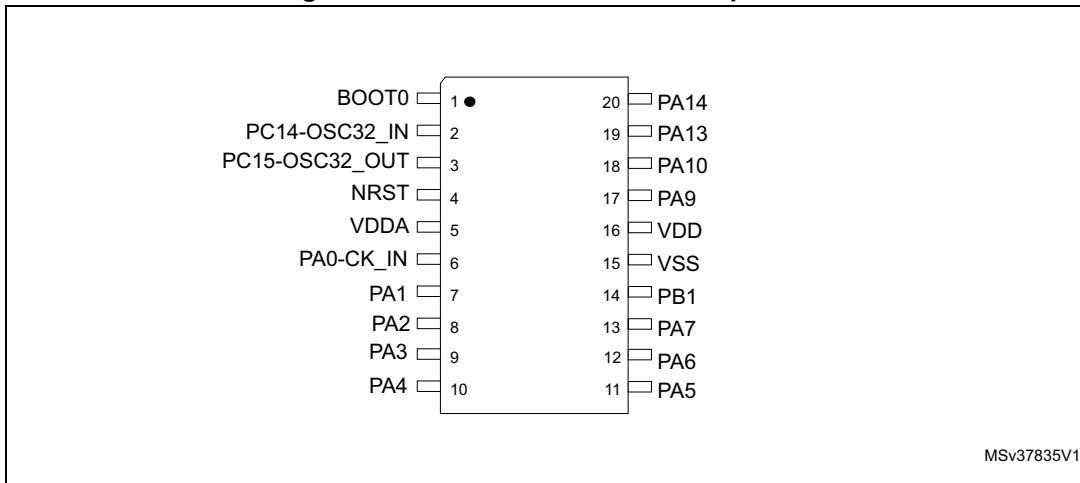 BOOT0 1 20 PA14
PC14-OSC32_IN 2 19 PA13
PC15-OSC32_OUT 3 18 PA10
NRST 4 17 PA9
VDDA 5 16 VDD
PA0-CK_IN 6 15 VSS
PA1 7 14 PB1
PA2 8 13 PA7
PA3 9 12 PA6
PA4 10 11 PA5
MSv37835V1